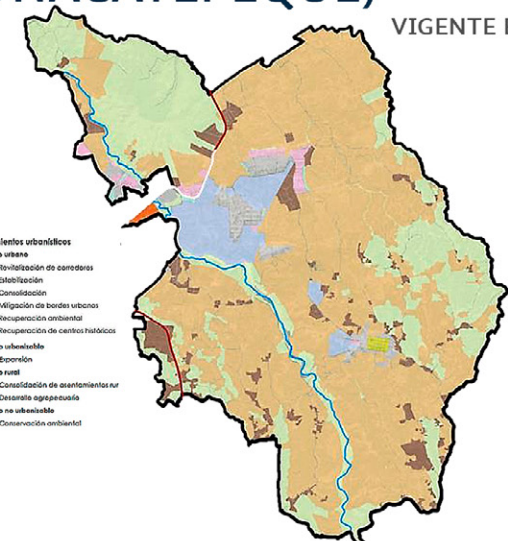 NACATEPEQUE)
VIGENTE
ientos urbanísticos
o urbano
Revitalización de corredores
Estabilización
Consolidación
Mitigación de bordes urbanos
Recuperación ambiental
Recuperación de centros históricos
o urbanizable
Expansión
o rural
Consolidación de asentamientos rur
Desarrollo agropecuario
o no urbanizable
Conservación ambiental